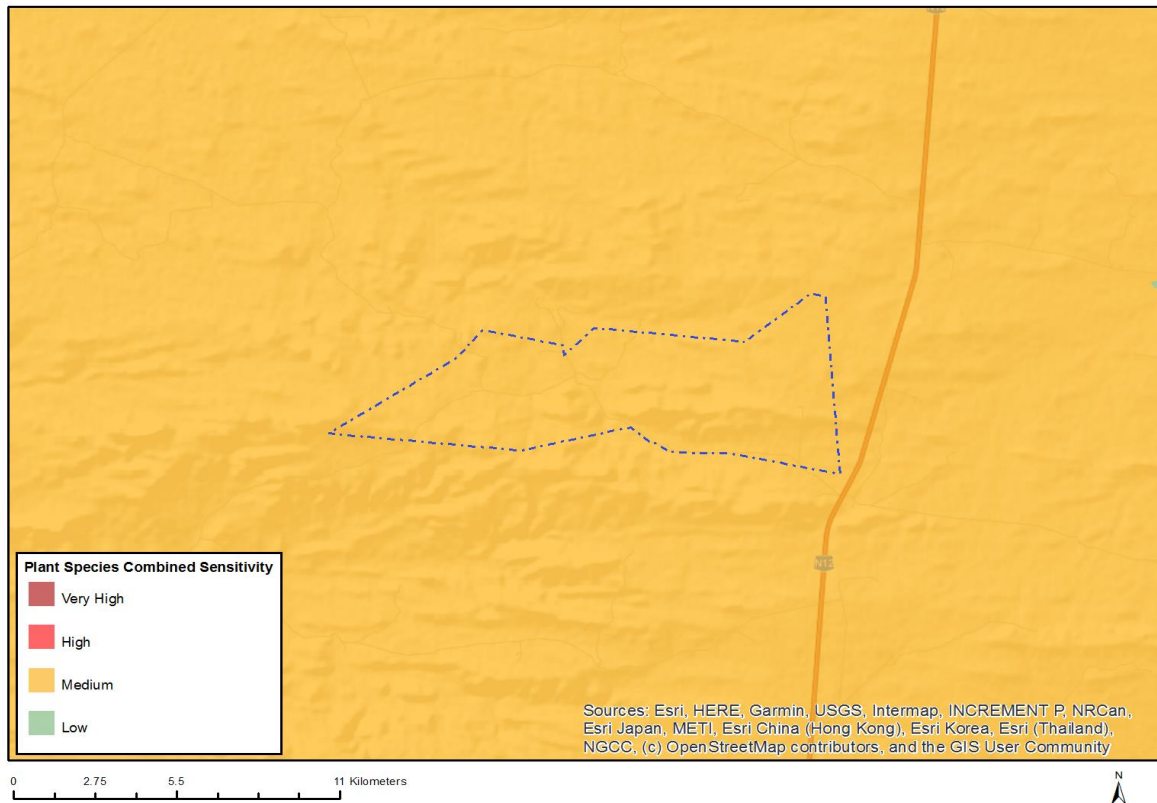 Plant Species Combined Sensitivity
Very High
High
Medium
Low
Sources: Esri, HERE, Garmin, USGS, Intermap, INCREMENT P, NRCan,
Esri Japan, METI, Esri China (Hong Kong), Esri Korea, Esri (Thailand),
NGCC, (c) OpenStreetMap contributors, and the GIS User Community
0 2.75 5.5 11 Kilometers
N